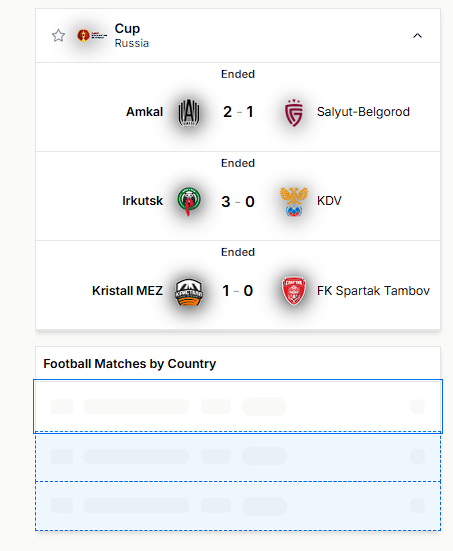 Cup
Russia
Ended
Amkal 2 - 1 Salyut-Belgorod
Ended
Irkutsk 3 - 0 KDV
Ended
Kristall MEZ 1 - 0 FK Spartak Tambov
Football Matches by Country